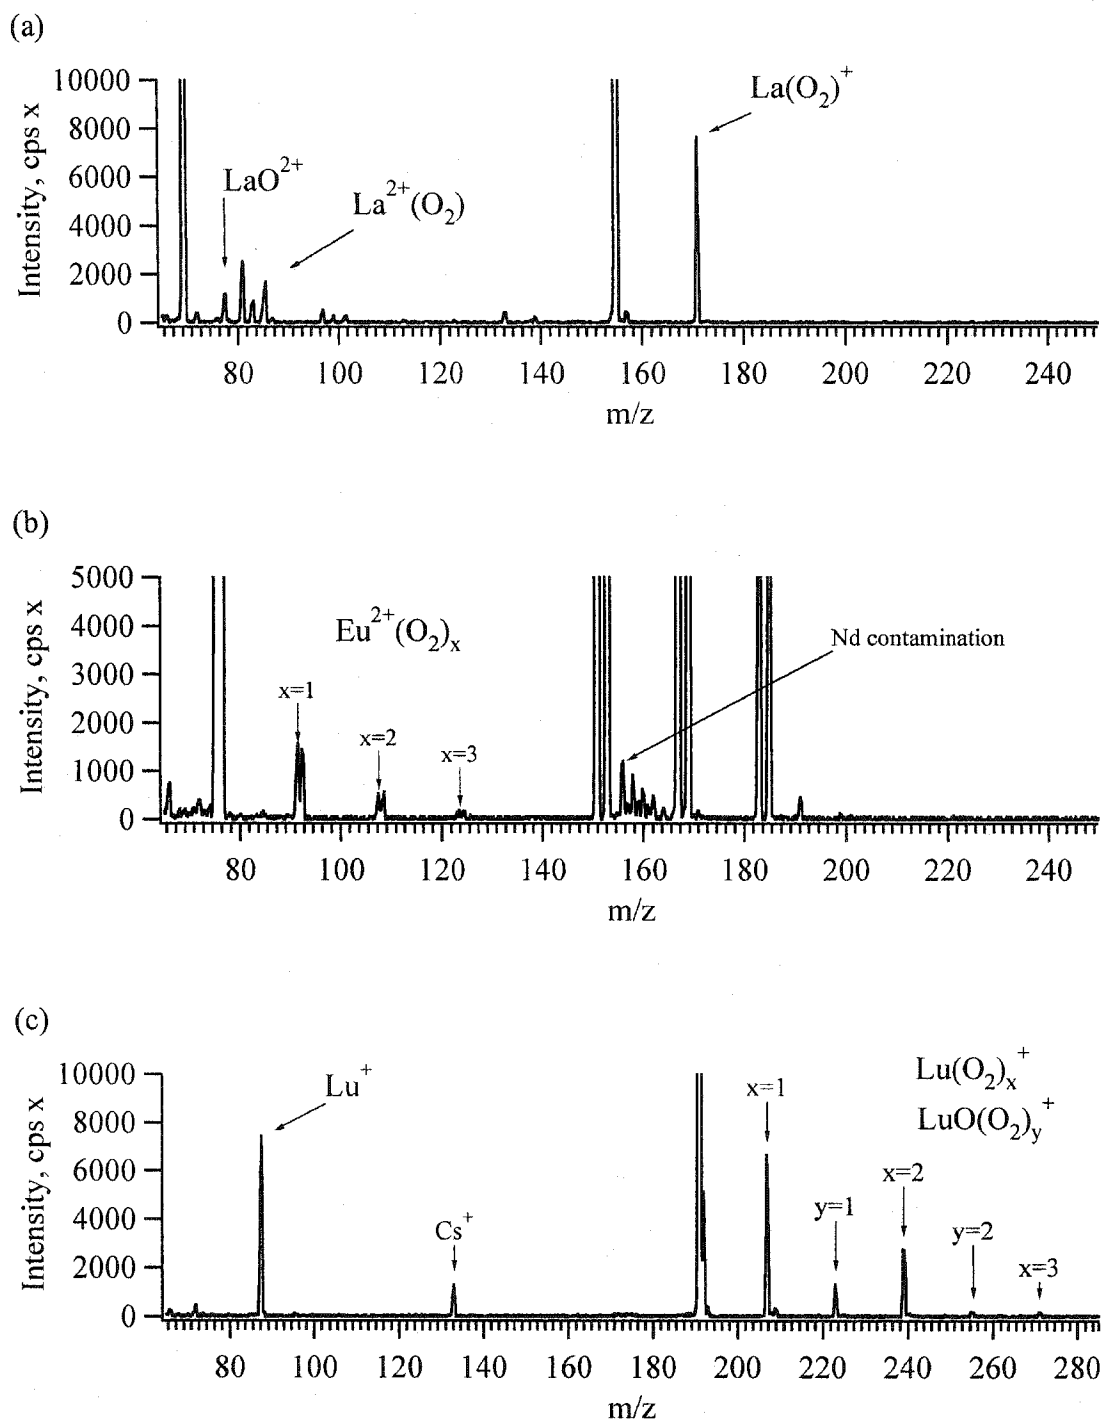 (a)
10000
8000
6000
4000
2000
0
Intensity, cps x
LaO²⁺
La²⁺(O₂)
La(O₂)⁺
80 100 120 140 160 180 200 220 240
m/z
(b)
5000
4000
3000
2000
1000
0
Intensity, cps x
Eu²⁺(O₂)ₓ
Nd contamination
x=1
x=2
x=3
80 100 120 140 160 180 200 220 240
m/z
(c)
10000
8000
6000
4000
2000
0
Intensity, cps x
Lu⁺
Cs⁺
Lu(O₂)ₓ⁺
LuO(O₂)y⁺
x=1
y=1
x=2
y=2
x=3
80 100 120 140 160 180 200 220 240 260 280
m/z